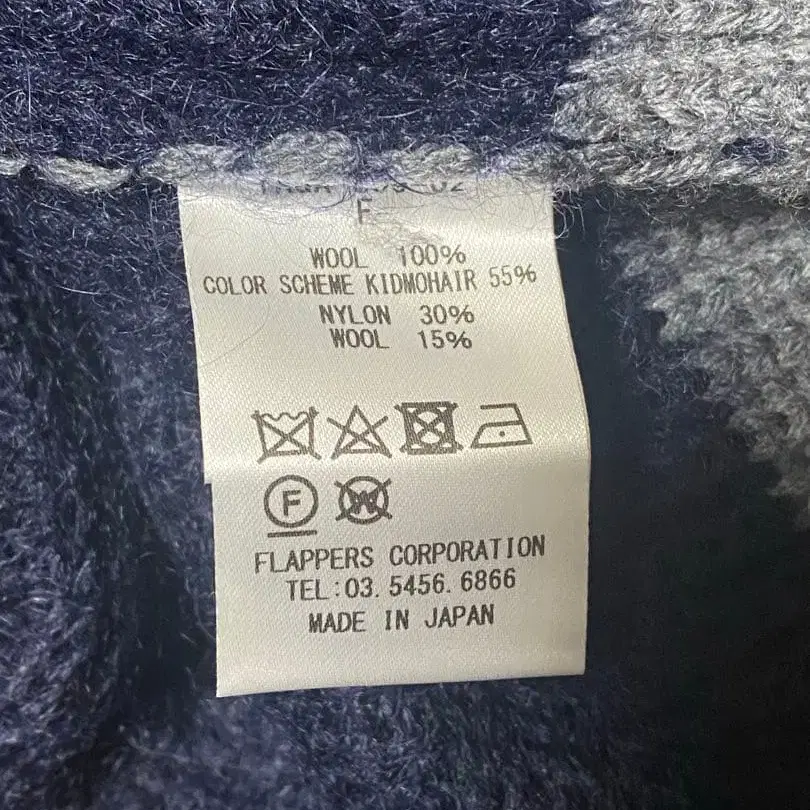 F
WOOL 100%
COLOR SCHEME KIDMOHAIR 55%
NYLON 30%
WOOL 15%
F W
FLAPPERS CORPORATION
TEL:03. 5456. 6866
MADE IN JAPAN